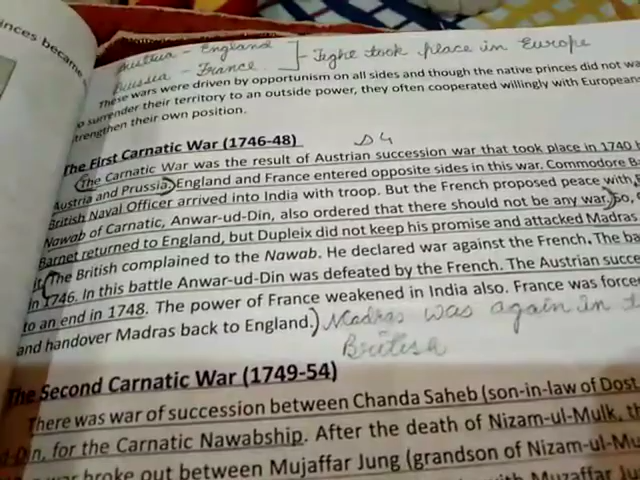 inces became
Austria - England
Prussia - France ] - Fight took place in Europe
These wars were driven by opportunism on all sides and though the native princes did not wa
o surrender their territory to an outside power, they often cooperated willingly with European
trengthen their own position.
The First Carnatic War (1746-48)
The Carnatic War was the result of Austrian succession war that took place in 1740 b
Austria and Prussia. England and France entered opposite sides in this war. Commodore Ba
British Naval Officer arrived into India with troop. But the French proposed peace with
Nawab of Carnatic, Anwar-ud-Din, also ordered that there should not be any war. So,
Barnet returned to England, but Dupleix did not keep his promise and attacked Madras
it. The British complained to the Nawab. He declared war against the French. The ba
in 1746. In this battle Anwar-ud-Din was defeated by the French. The Austrian succe
to an end in 1748. The power of France weakened in India also. France was force
and handover Madras back to England.) Madras was again in
British
The Second Carnatic War (1749-54)
There was war of succession between Chanda Saheb (son-in-law of Dost
d-Din, for the Carnatic Nawabship. After the death of Nizam-ul-Mulk, th
war broke out between Mujaffar Jung (grandson of Nizam-ul-Mu
with Muzaffar Ju